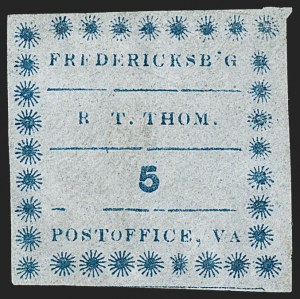 FREDERICKSB'G
R. T. THOM.
5
POSTOFFICE, VA